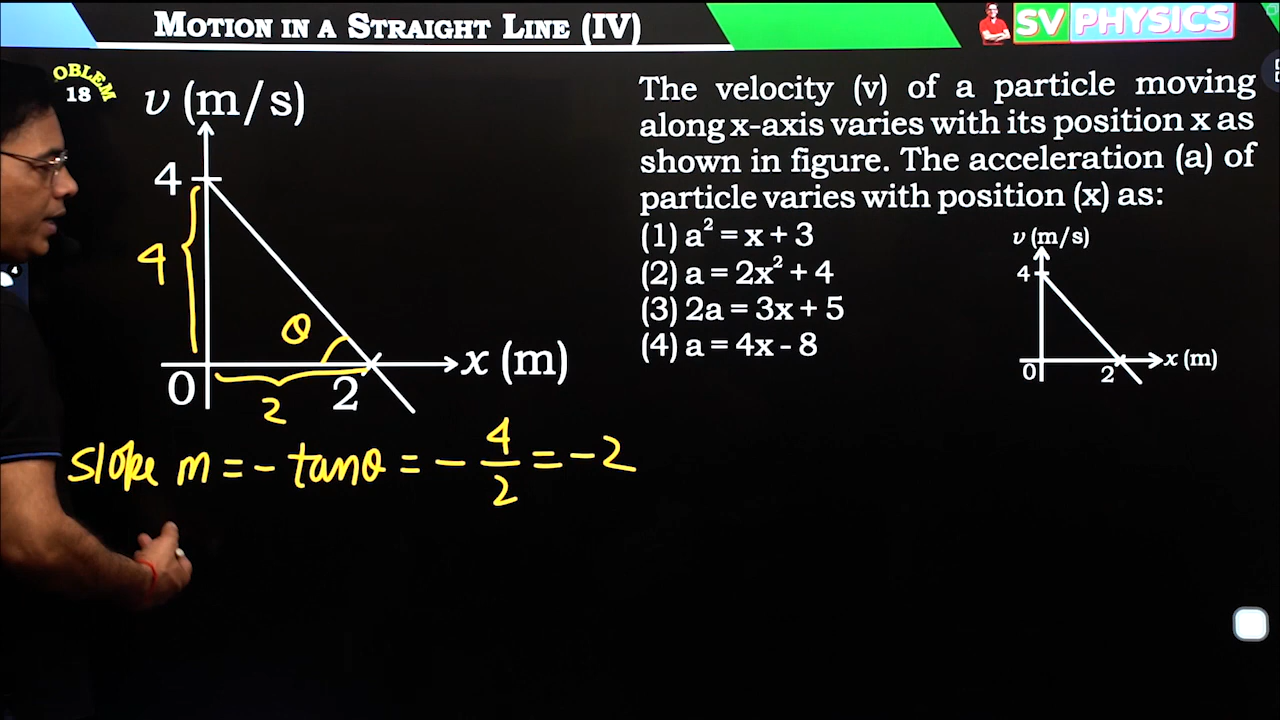 MOTION IN A STRAIGHT LINE (IV)
SV PHYSICS
OBLEM
18
v (m/s)
4
4
θ
0
2
2
x (m)
slope m = - tanθ = - 4/2 = -2
The velocity (v) of a particle moving
along x-axis varies with its position x as
shown in figure. The acceleration (a) of
particle varies with position (x) as:
(1) a² = x + 3
(2) a = 2x² + 4
(3) 2a = 3x + 5
(4) a = 4x - 8
v (m/s)
4
0
2
x (m)